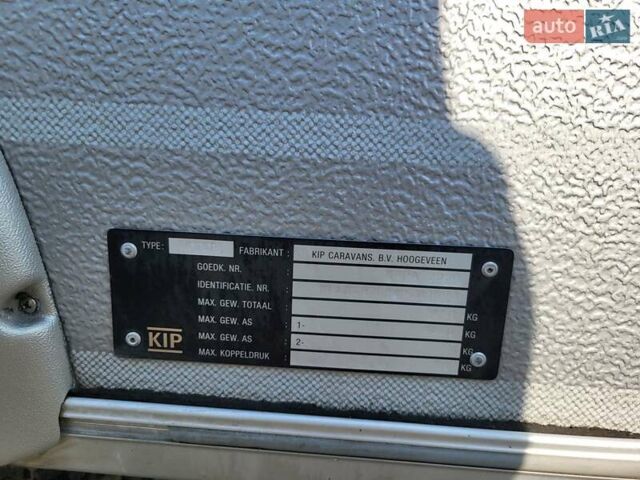 auto RIA
TYPE: FABRIKANT: KIP CARAVANS. B.V. HOOGEVEEN
GOEDK. NR.
IDENTIFICATIE. NR.
MAX. GEW. TOTAAL KG
MAX. GEW. AS 1- KG
MAX. GEW. AS 2- KG
MAX. KOPPELDRUK KG
KIP